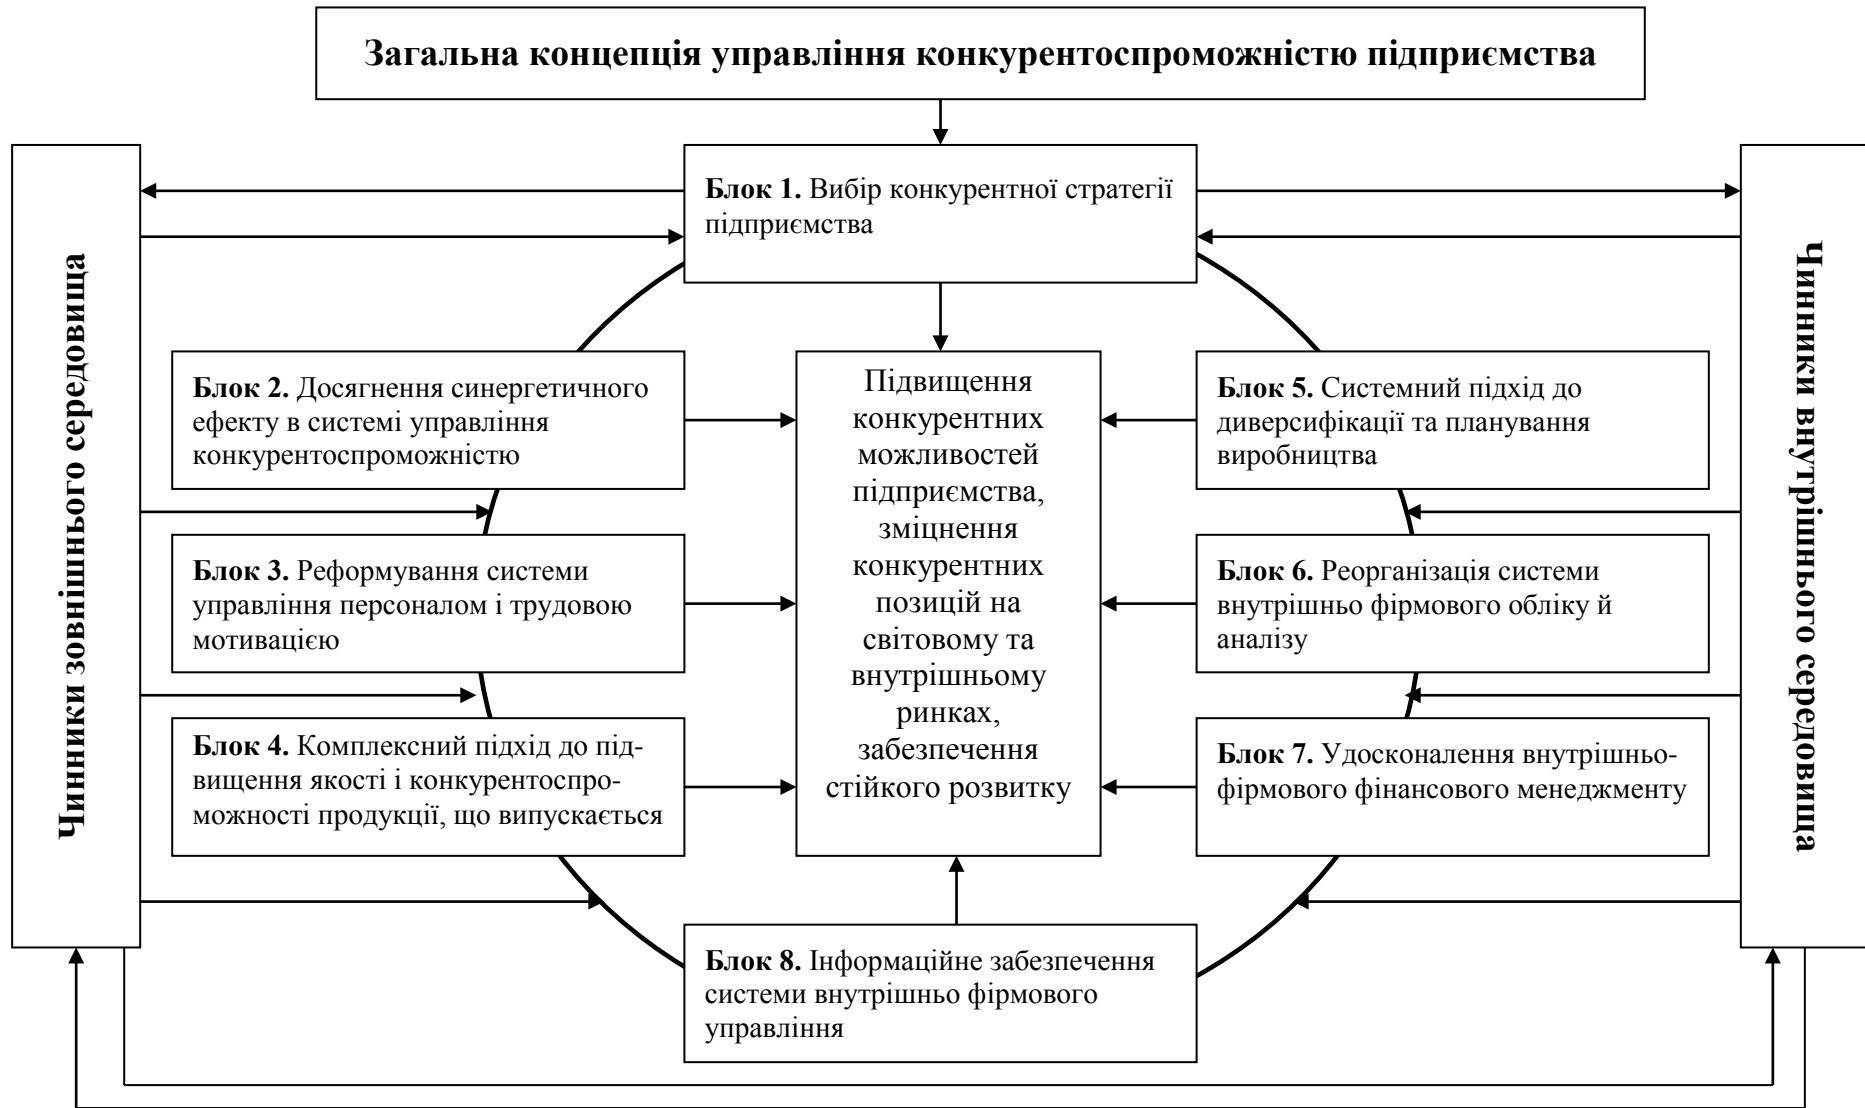 Загальна концепція управління конкурентоспроможністю підприємства
Чинники зовнішнього середовища
Блок 1. Вибір конкурентної стратегії
підприємства
Блок 2. Досягнення синергетичного
ефекту в системі управління
конкурентоспроможністю
Блок 3. Реформування системи
управління персоналом і трудовою
мотивацією
Блок 4. Комплексний підхід до під-
вищення якості і конкурентоспро-
можності продукції, що випускається
Підвищення
конкурентних
можливостей
підприємства,
зміцнення
конкурентних
позицій на
світовому та
внутрішньому
ринках,
забезпечення
стійкого розвитку
Блок 5. Системний підхід до
диверсифікації та планування
виробництва
Блок 6. Реорганізація системи
внутрішньо фірмового обліку й
аналізу
Блок 7. Удосконалення внутрішньо-
фірмового фінансового менеджменту
Блок 8. Інформаційне забезпечення
системи внутрішньо фірмового
управління
Чинники внутрішнього середовища